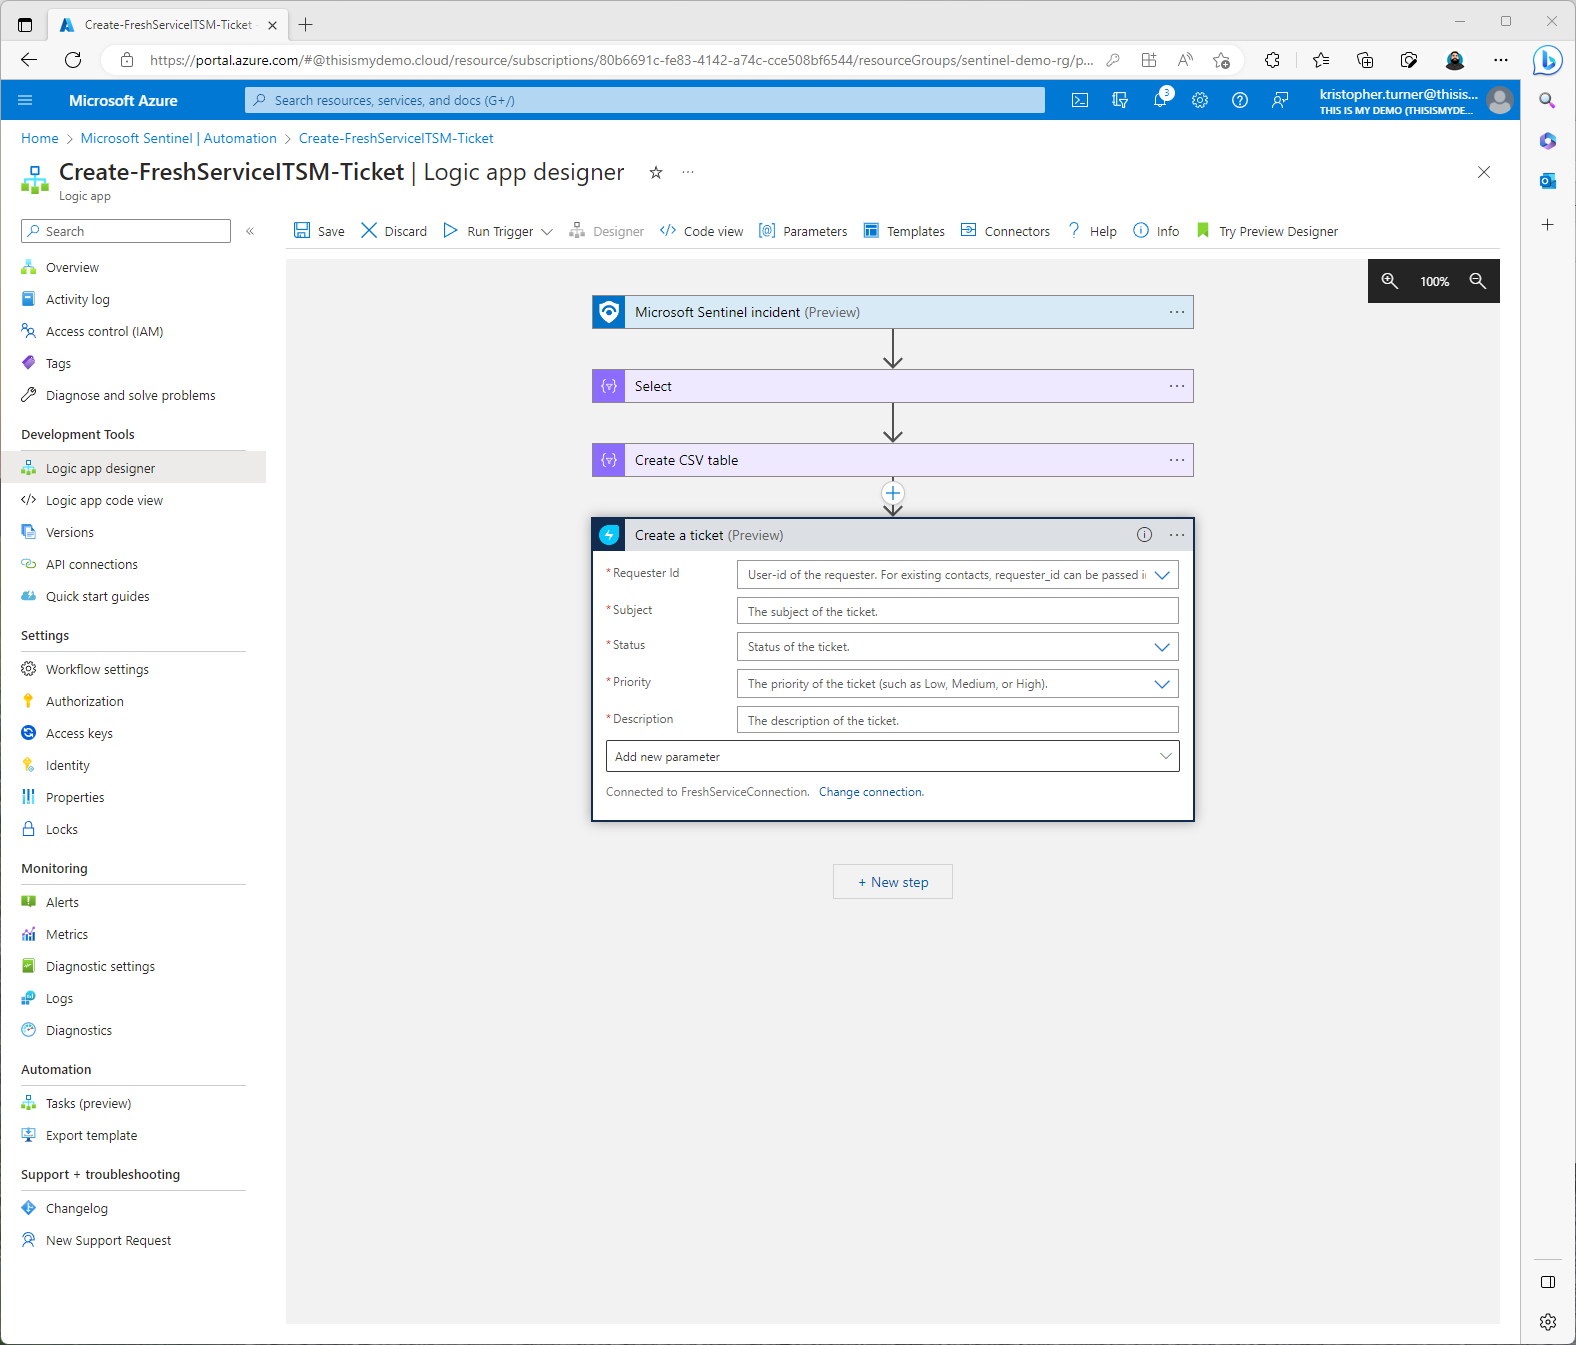 Create-FreshServiceITSM-Ticket
https://portal.azure.com/#@thisismydemo.cloud/resource/subscriptions/80b6691c-fe83-4142-a74c-cce508bf6544/resourceGroups/sentinel-demo-rg/p...
Microsoft Azure
Search resources, services, and docs (G+/)
3
kristopher.turner@thisis...
THIS IS MY DEMO (THISISMYDE...
Home > Microsoft Sentinel | Automation > Create-FreshServiceITSM-Ticket
Create-FreshServiceITSM-Ticket | Logic app designer
Logic app
Search
Save Discard Run Trigger Designer Code view Parameters Templates Connectors Help Info Try Preview Designer
Overview
Activity log
Access control (IAM)
Tags
Diagnose and solve problems
Development Tools
Logic app designer
Logic app code view
Versions
API connections
Quick start guides
Settings
Workflow settings
Authorization
Access keys
Identity
Properties
Locks
Monitoring
Alerts
Metrics
Diagnostic settings
Logs
Diagnostics
Automation
Tasks (preview)
Export template
Support + troubleshooting
Changelog
New Support Request
100%
Microsoft Sentinel incident (Preview)
Select
Create CSV table
Create a ticket (Preview)
* Requester Id
User-id of the requester. For existing contacts, requester_id can be passed i
* Subject
The subject of the ticket.
* Status
Status of the ticket.
* Priority
The priority of the ticket (such as Low, Medium, or High).
* Description
The description of the ticket.
Add new parameter
Connected to FreshServiceConnection. Change connection.
+ New step